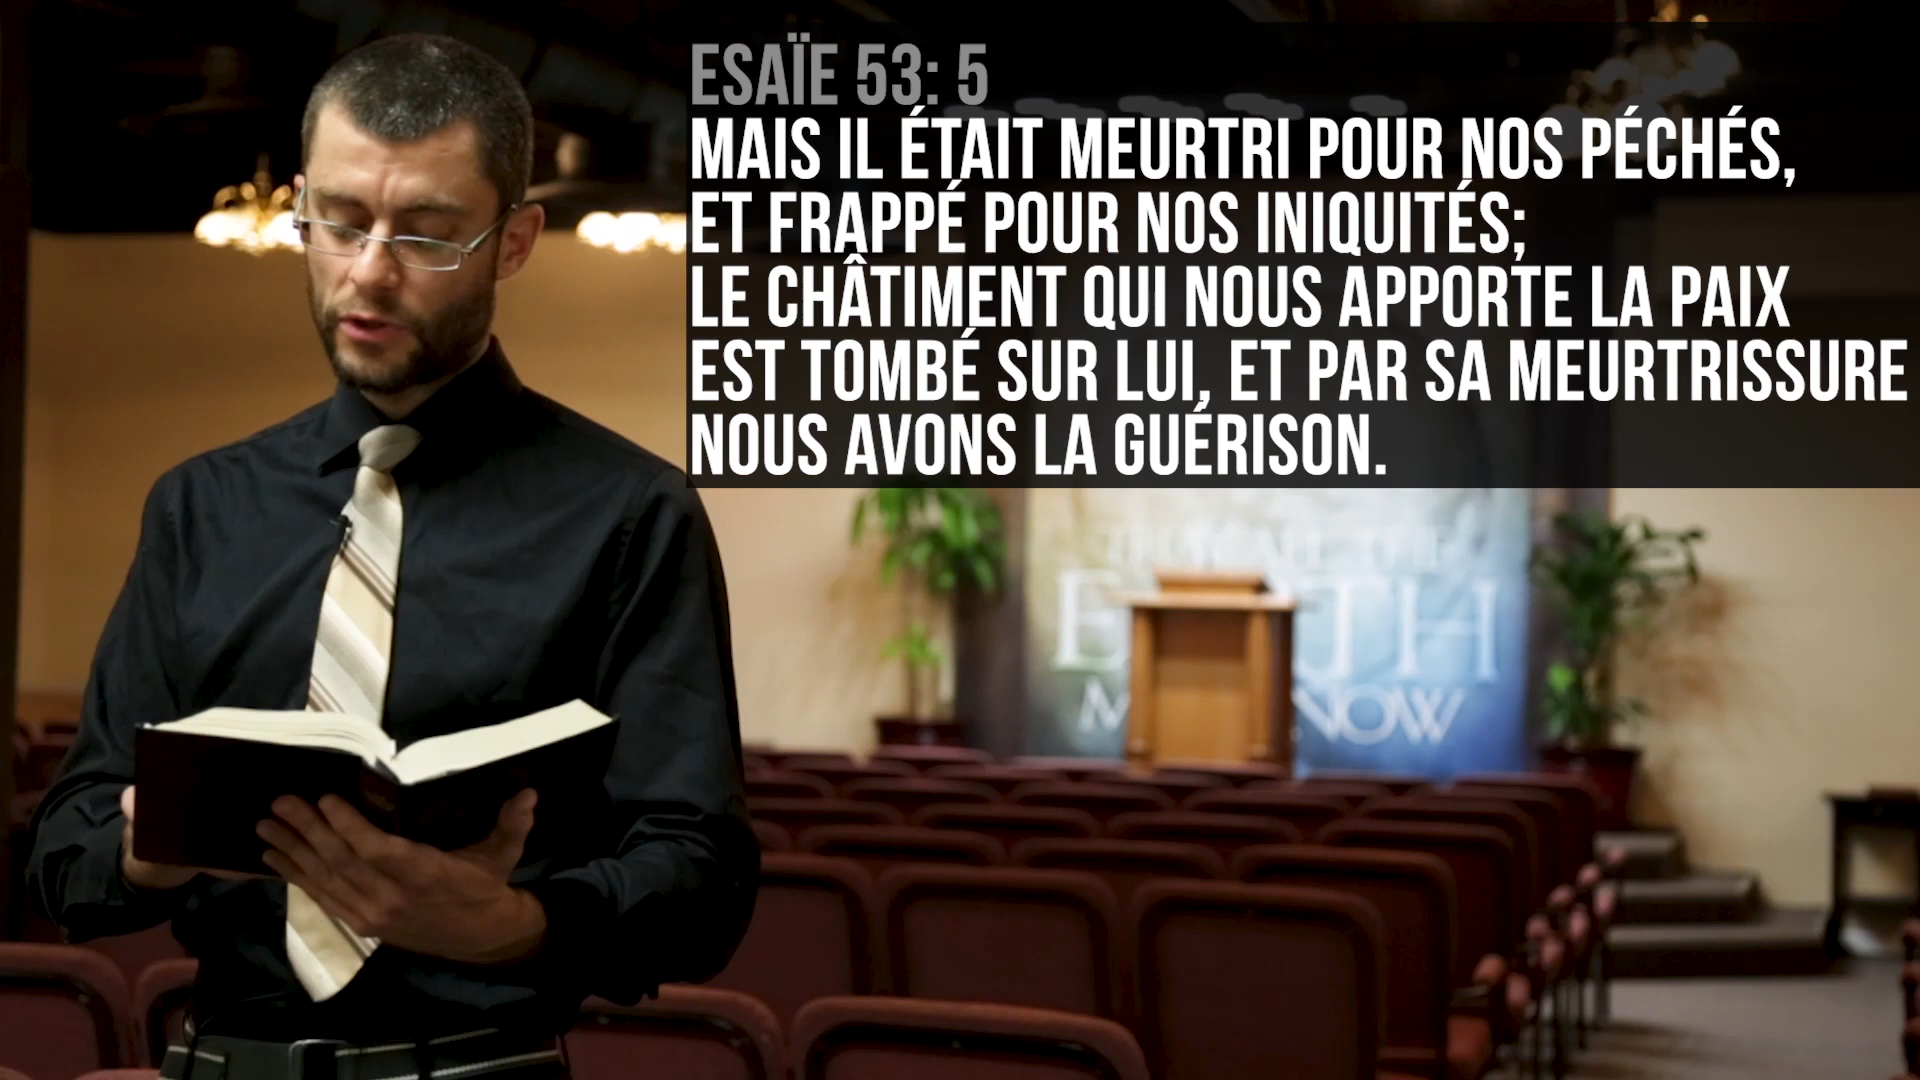 ESAÏE 53: 5
MAIS IL ÉTAIT MEURTRI POUR NOS PÉCHÉS,
ET FRAPPÉ POUR NOS INIQUITÉS;
LE CHÂTIMENT QUI NOUS APPORTE LA PAIX
EST TOMBÉ SUR LUI, ET PAR SA MEURTRISSURE
NOUS AVONS LA GUÉRISON.
NOW